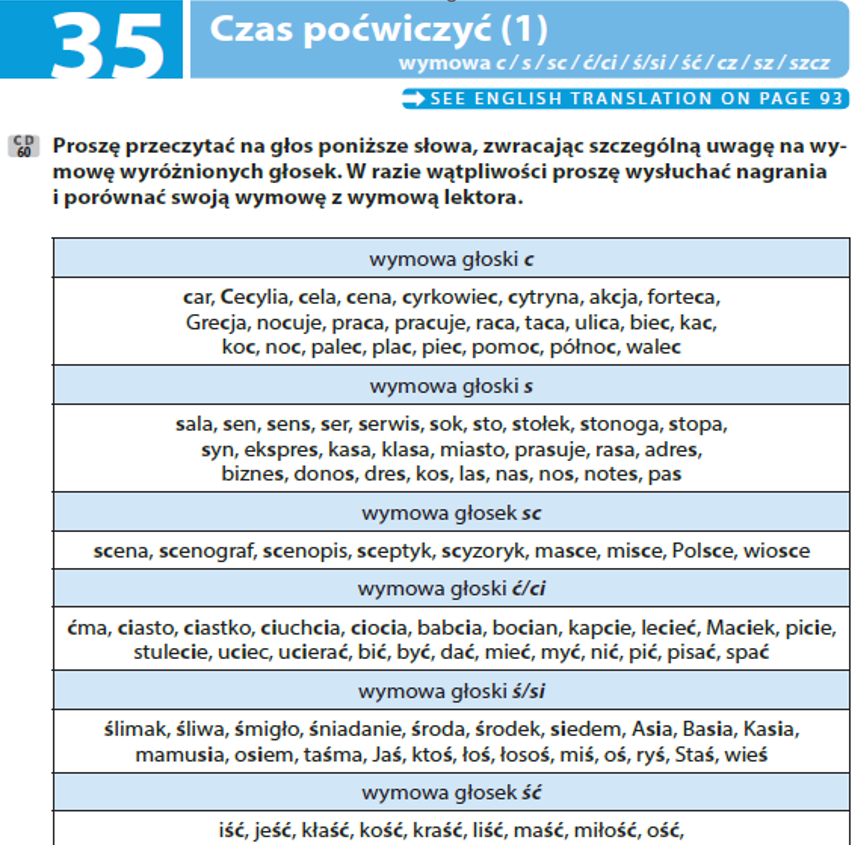 35
Czas poćwiczyć (1)
wymowa c / s / sc / ć/ci / ś/si / ść / cz / sz / szcz
SEE ENGLISH TRANSLATION ON PAGE 93
CD
60
Proszę przeczytać na głos poniższe słowa, zwracając szczególną uwagę na wy-
mowę wyróżnionych głosek. W razie wątpliwości proszę wysłuchać nagrania
i porównać swoją wymowę z wymową lektora.
wymowa głoski c
car, Cecylia, cela, cena, cyrkowiec, cytryna, akcja, forteca,
Grecja, nocuje, praca, pracuje, raca, taca, ulica, biec, kac,
koc, noc, palec, plac, piec, pomoc, północ, walec
wymowa głoski s
sala, sen, sens, ser, serwis, sok, sto, stołek, stonoga, stopa,
syn, ekspres, kasa, klasa, miasto, prasuje, rasa, adres,
biznes, donos, dres, kos, las, nas, nos, notes, pas
wymowa głosek sc
scena, scenograf, scenopis, sceptyk, scyzoryk, masce, misce, Polsce, wiosce
wymowa głoski ć/ci
ćma, ciasto, ciastko, ciuchcia, ciocia, babcia, bocian, kapcie, lecieć, Maciek, picie,
stulecie, uciec, ucierać, bić, być, dać, mieć, myć, nić, pić, pisać, spać
wymowa głoski ś/si
ślimak, śliwa, śmigło, śniadanie, środa, środek, siedem, Asia, Basia, Kasia,
mamusia, osiem, taśma, Jaś, ktoś, łoś, łosoś, miś, oś, ryś, Staś, wieś
wymowa głosek ść
iść, jeść, kłaść, kość, kraść, liść, maść, miłość, ość,